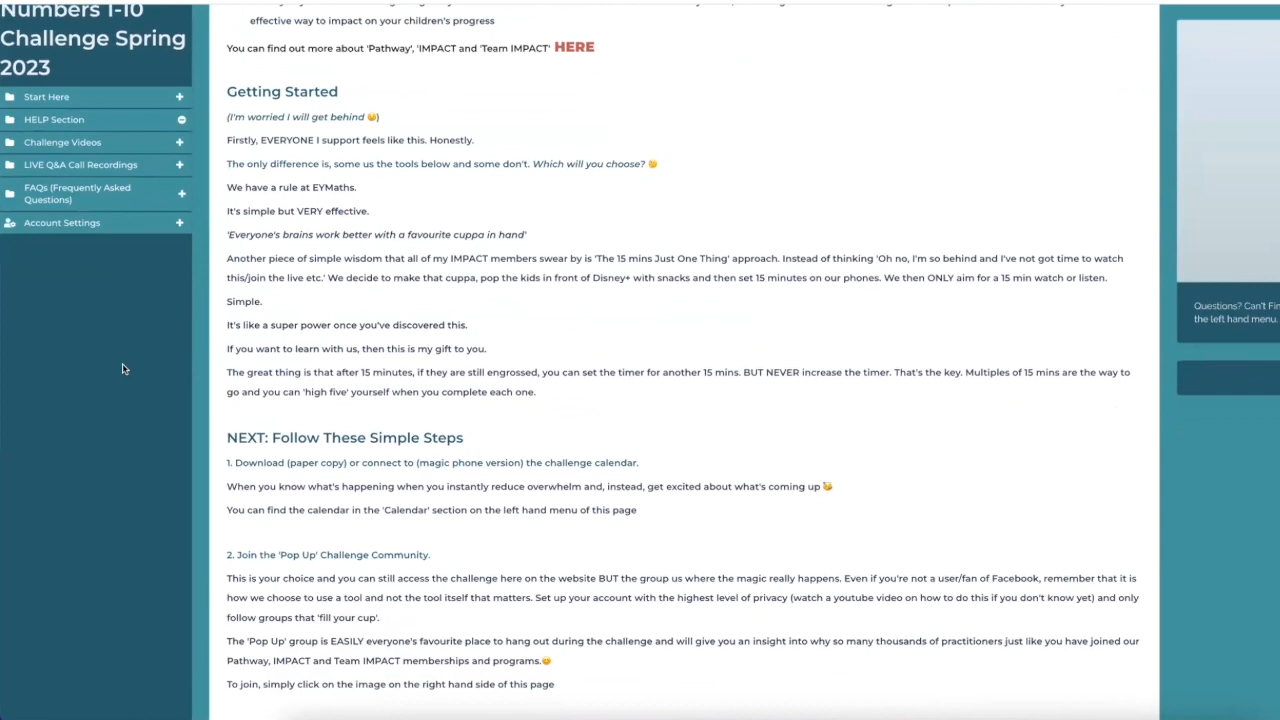 Numbers 1-10
Challenge Spring
2023
Start Here
HELP Section
Challenge Videos
LIVE Q&A Call Recordings
FAQs (Frequently Asked
Questions)
Account Settings
effective way to impact on your children's progress
You can find out more about 'Pathway', 'IMPACT and 'Team IMPACT' HERE
Getting Started
(I'm worried I will get behind 😔)
Firstly, EVERYONE I support feels like this. Honestly.
The only difference is, some us the tools below and some don't. Which will you choose? 🤔
We have a rule at EYMaths.
It's simple but VERY effective.
'Everyone's brains work better with a favourite cuppa in hand'
Another piece of simple wisdom that all of my IMPACT members swear by is 'The 15 mins Just One Thing' approach. Instead of thinking 'Oh no, I'm so behind and I've not got time to watch
this/join the live etc.' We decide to make that cuppa, pop the kids in front of Disney+ with snacks and then set 15 minutes on our phones. We then ONLY aim for a 15 min watch or listen.
Simple.
It's like a super power once you've discovered this.
If you want to learn with us, then this is my gift to you.
The great thing is that after 15 minutes, if they are still engrossed, you can set the timer for another 15 mins. BUT NEVER increase the timer. That's the key. Multiples of 15 mins are the way to
go and you can 'high five' yourself when you complete each one.
NEXT: Follow These Simple Steps
1. Download (paper copy) or connect to (magic phone version) the challenge calendar.
When you know what's happening when you instantly reduce overwhelm and, instead, get excited about what's coming up 🥳
You can find the calendar in the 'Calendar' section on the left hand menu of this page
2. Join the 'Pop Up' Challenge Community.
This is your choice and you can still access the challenge here on the website BUT the group us where the magic really happens. Even if you're not a user/fan of Facebook, remember that it is
how we choose to use a tool and not the tool itself that matters. Set up your account with the highest level of privacy (watch a youtube video on how to do this if you don't know yet) and only
follow groups that 'fill your cup'.
The 'Pop Up' group is EASILY everyone's favourite place to hang out during the challenge and will give you an insight into why so many thousands of practitioners just like you have joined our
Pathway, IMPACT and Team IMPACT memberships and programs.😊
To join, simply click on the image on the right hand side of this page
Questions? Can't Fin
the left hand menu.